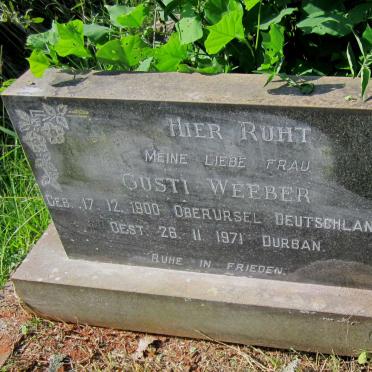 Hier Ruht
Meine Liebe Frau
Gusti Weeber
Geb. 17. 12. 1900 Oberursel Deutschlan
Gest. 26. 11. 1971 Durban.
Ruhe in Frieden.